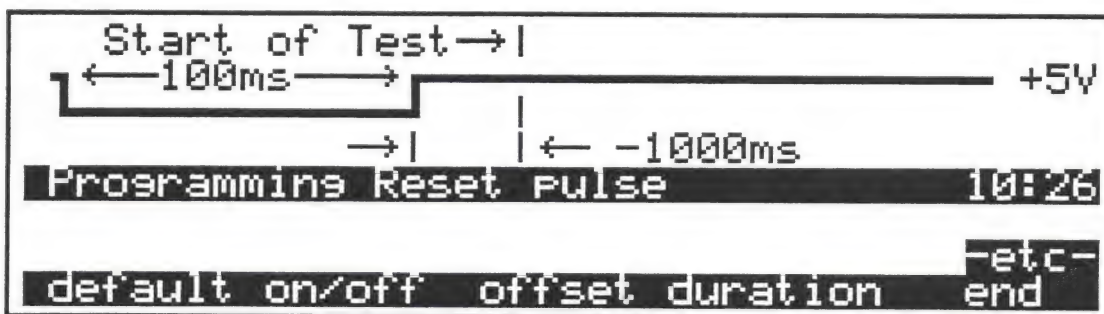 Start of Test→|
←100ms→ +5V
→| |← -1000ms
Programming Reset pulse 10:26
-etc-
default on/off offset duration end